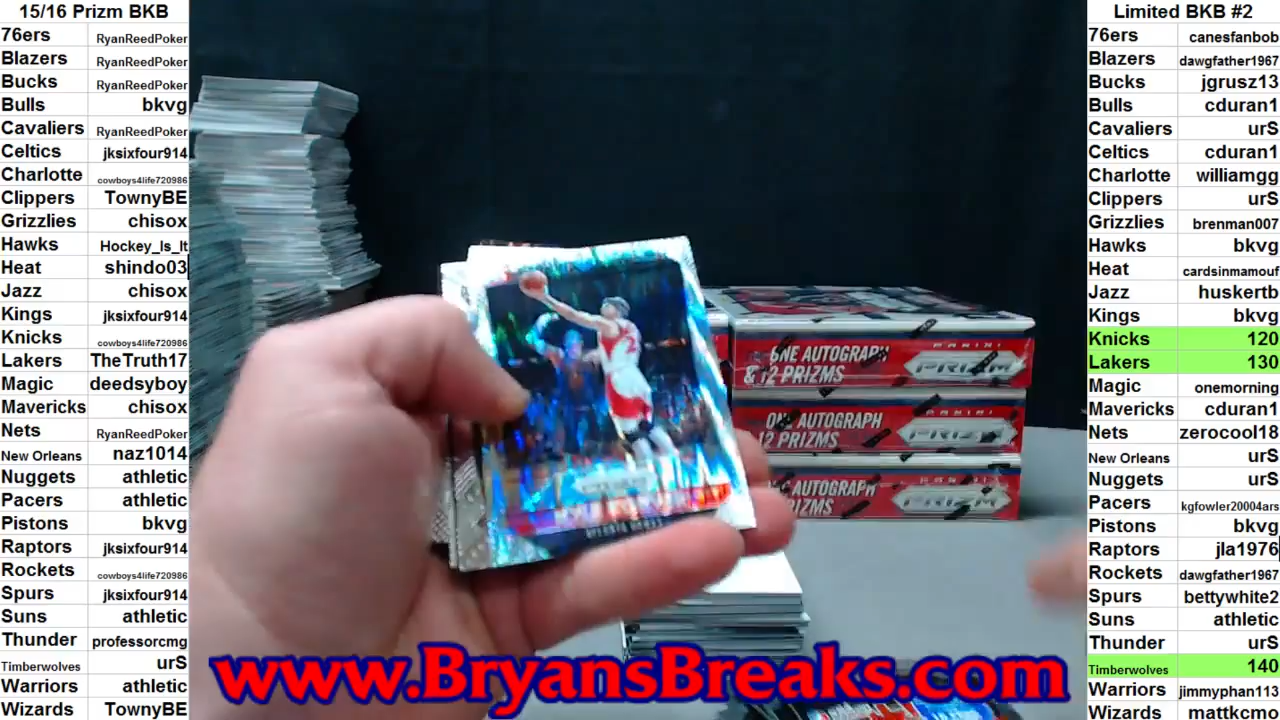 15/16 Prizm BKB
76ers RyanReedPoker
Blazers RyanReedPoker
Bucks RyanReedPoker
Bulls bkvg
Cavaliers RyanReedPoker
Celtics jksixfour914
Charlotte cowboys4life720986
Clippers TownyBE
Grizzlies chisox
Hawks Hockey_Is_It
Heat shindo03
Jazz chisox
Kings jksixfour914
Knicks cowboys4life720986
Lakers TheTruth17
Magic deedsyboy
Mavericks chisox
Nets RyanReedPoker
New Orleans naz1014
Nuggets athletic
Pacers athletic
Pistons bkvg
Raptors jksixfour914
Rockets cowboys4life720986
Spurs jksixfour914
Suns athletic
Thunder professorcmg
Timberwolves urS
Warriors athletic
Wizards TownyBE
ONE AUTOGRAPH
& 12 PRIZMS
PANINI
PRIZM
ONE AUTOGRAPH
12 PRIZMS
PANINI
PRIZM
AUTOGRAPH
PRIZMS
PRIZM
www.BryansBreaks.com
Limited BKB #2
76ers canesfanbob
Blazers dawgfather1967
Bucks jgrusz13
Bulls cduran1
Cavaliers urS
Celtics cduran1
Charlotte williamgg
Clippers urS
Grizzlies brenman007
Hawks bkvg
Heat cardsinmamouf
Jazz huskertb
Kings bkvg
Knicks 120
Lakers 130
Magic onemorning
Mavericks cduran1
Nets zerocool18
New Orleans urS
Nuggets urS
Pacers kgfowler20004ars
Pistons bkvg
Raptors jla1976
Rockets dawgfather1967
Spurs bettywhite2
Suns athletic
Thunder urS
Timberwolves 140
Warriors jimmyphan113
Wizards mattkcmo